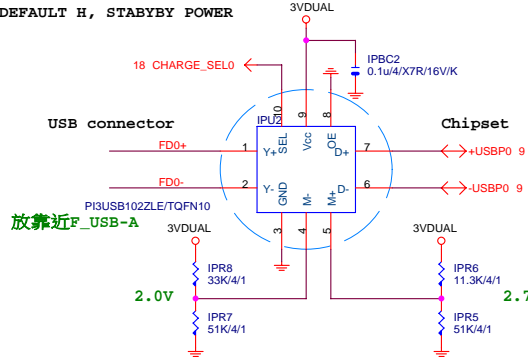 DEFAULT H, STABYBY POWER
3VDUAL
18 CHARGE_SEL0
IPBC2
0.1u/4/X7R/16V/K
USB connector
Chipset
IPU2
10
9
8
SEL
Vcc
OE
FD0+
1
Y+
D+
7
+USBP0 9
FD0-
2
Y-
D-
6
-USBP0 9
GND
M-
M+
PI3USB102ZLE/TQFN10
3
4
5
放靠近F_USB-A
3VDUAL
3VDUAL
IPR8
33K/4/1
IPR6
11.3K/4/1
2.0V
2.7
IPR7
51K/4/1
IPR5
51K/4/1